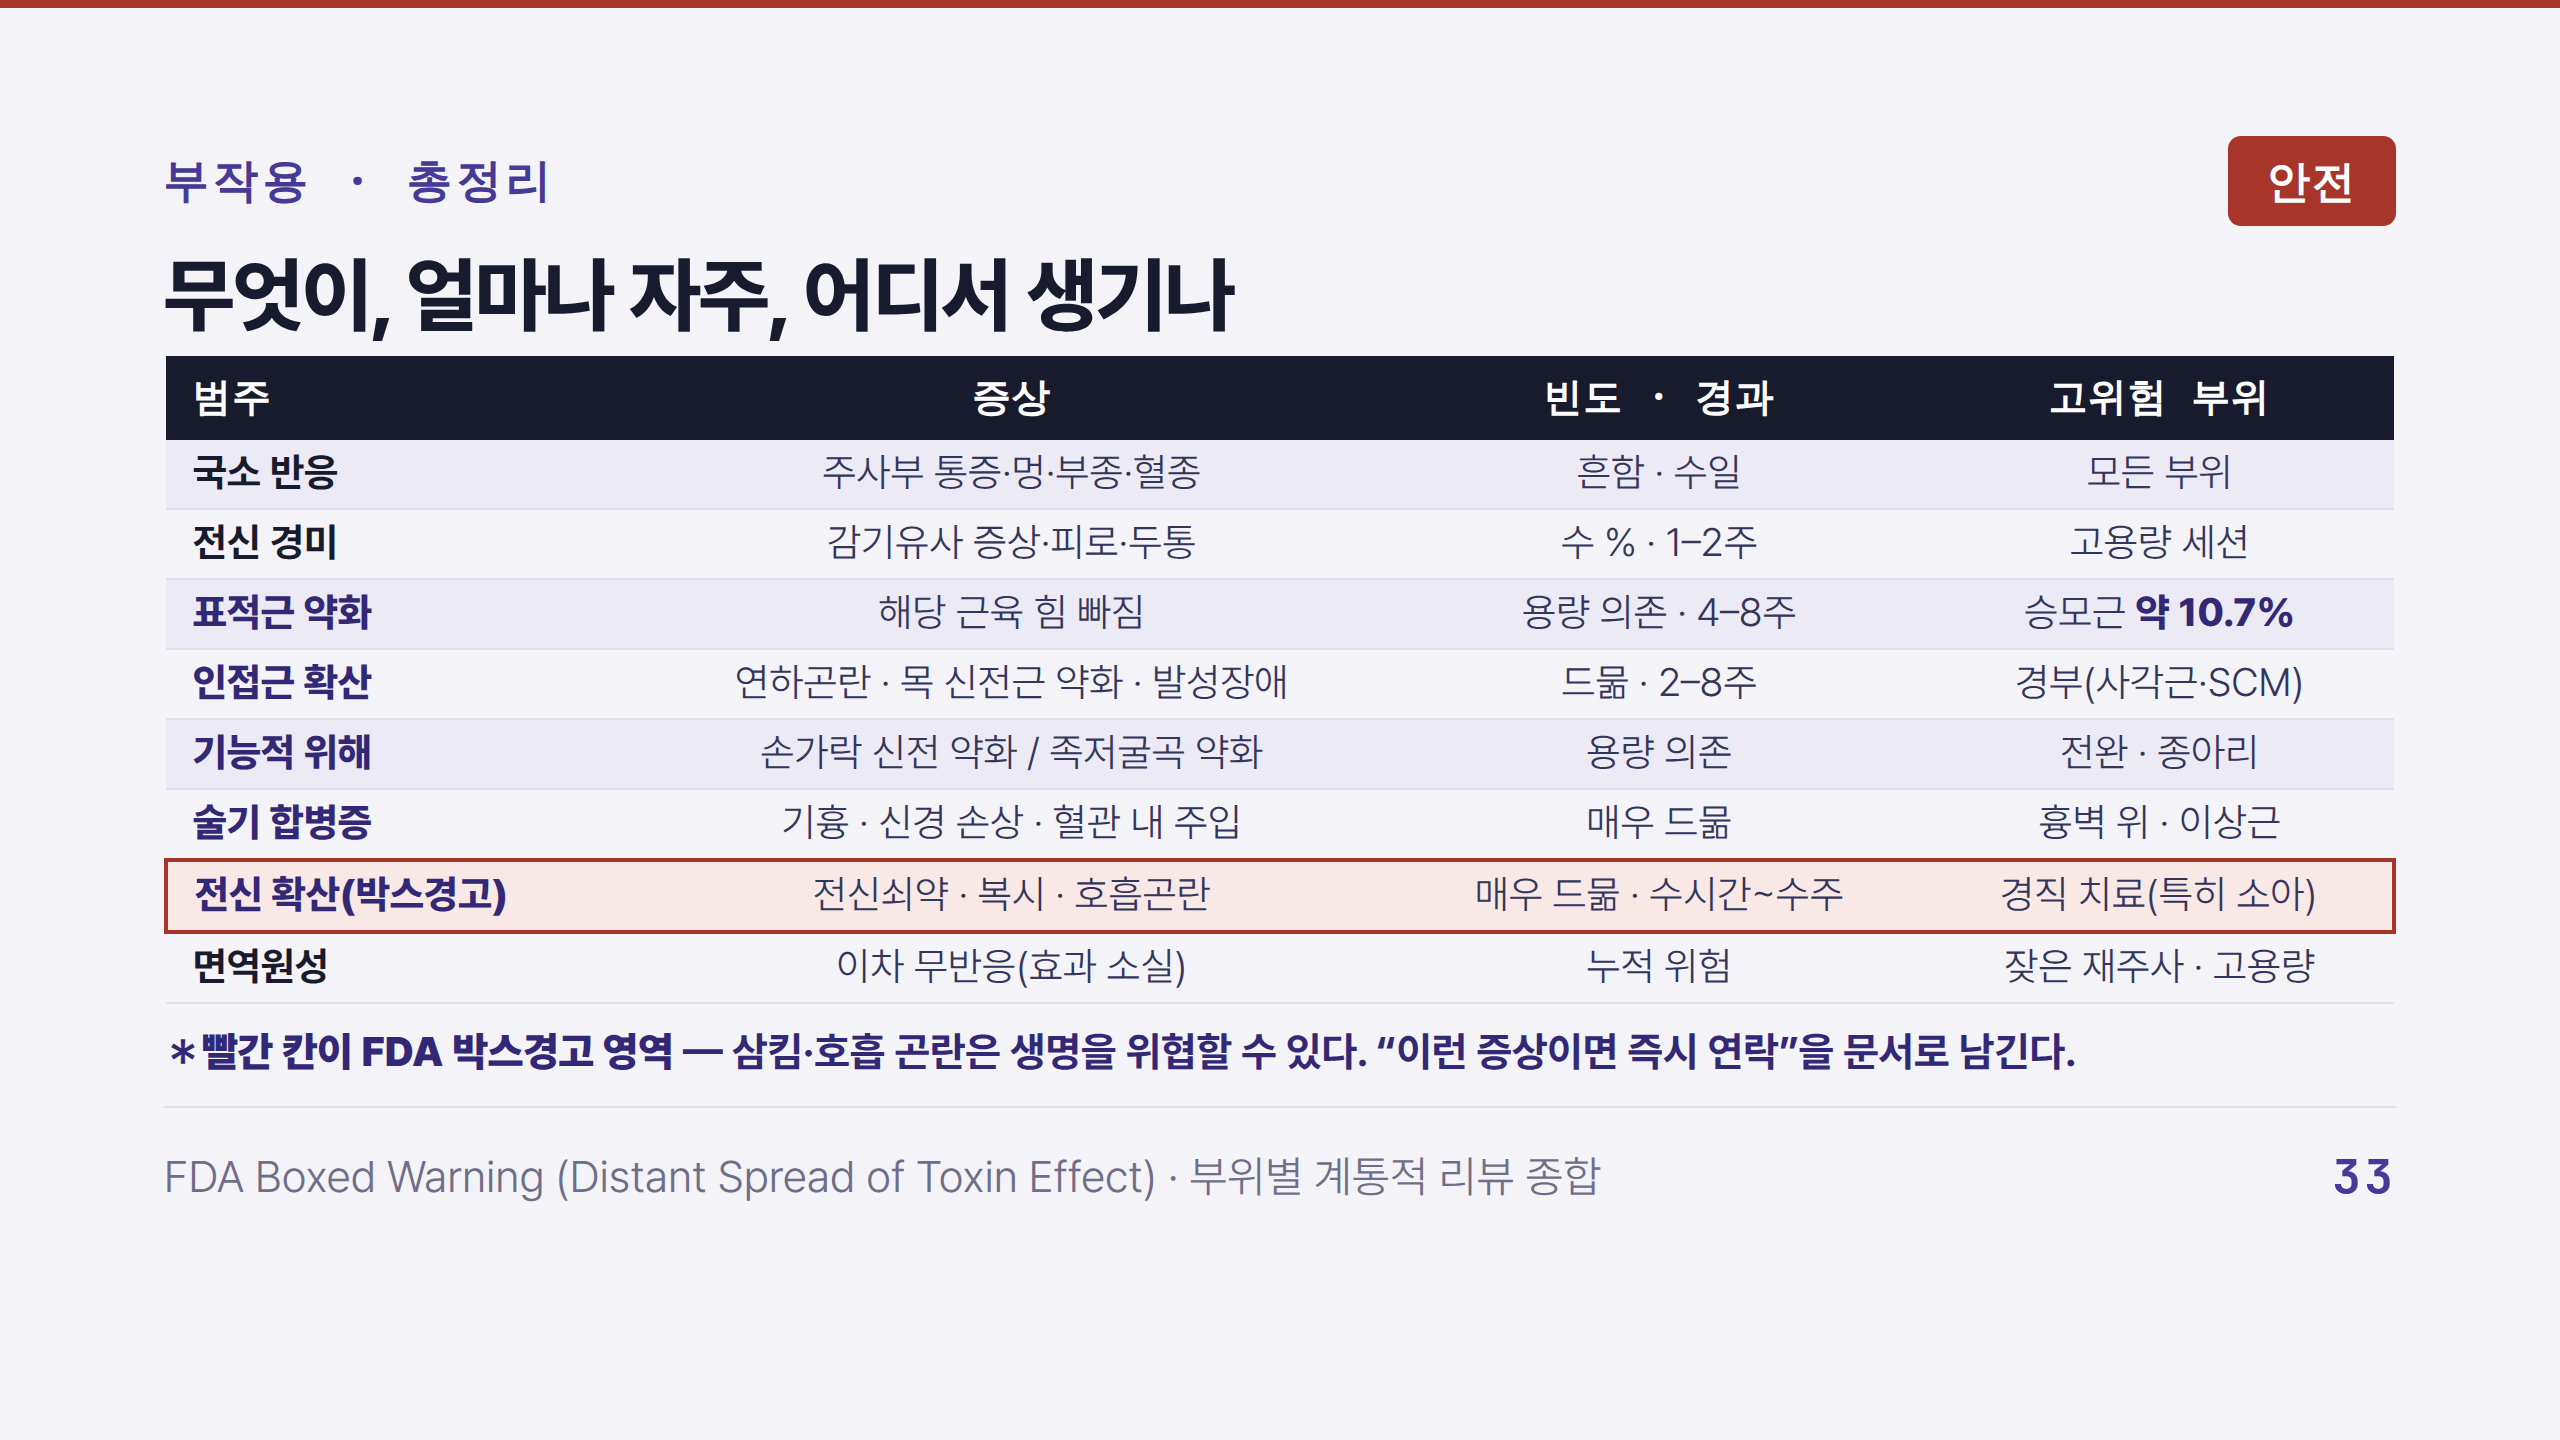 부작용 · 총정리
안전
무엇이, 얼마나 자주, 어디서 생기나
범주 증상 빈도 · 경과 고위험 부위
국소 반응 주사부 통증·멍·부종·혈종 흔함 · 수일 모든 부위
전신 경미 감기유사 증상·피로·두통 수 % · 1–2주 고용량 세션
표적근 약화 해당 근육 힘 빠짐 용량 의존 · 4–8주 승모근 약 10.7%
인접근 확산 연하곤란 · 목 신전근 약화 · 발성장애 드묾 · 2–8주 경부(사각근·SCM)
기능적 위해 손가락 신전 약화 / 족저굴곡 약화 용량 의존 전완 · 종아리
술기 합병증 기흉 · 신경 손상 · 혈관 내 주입 매우 드묾 흉벽 위 · 이상근
전신 확산(박스경고) 전신쇠약 · 복시 · 호흡곤란 매우 드묾 · 수시간~수주 경직 치료(특히 소아)
면역원성 이차 무반응(효과 소실) 누적 위험 잦은 재주사 · 고용량
*빨간 칸이 FDA 박스경고 영역 — 삼킴·호흡 곤란은 생명을 위협할 수 있다. “이런 증상이면 즉시 연락”을 문서로 남긴다.
FDA Boxed Warning (Distant Spread of Toxin Effect) · 부위별 계통적 리뷰 종합
33